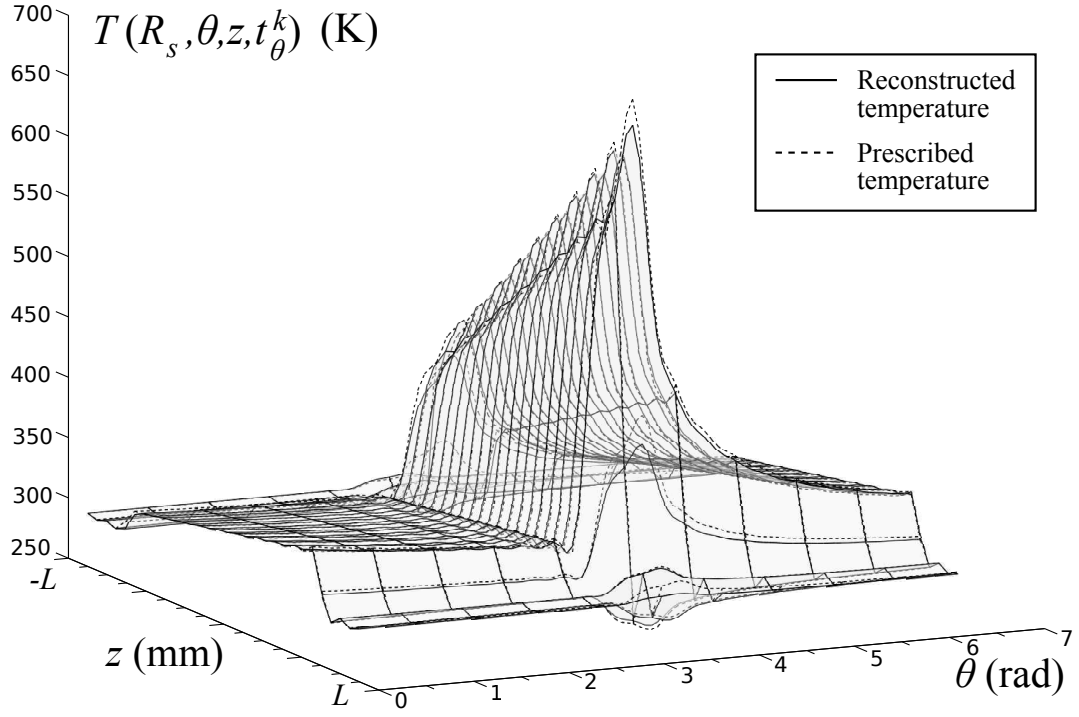 700
T (R_s ,θ,z,t_θ^k) (K)
650
600
550
500
450
400
350
300
250
Reconstructed
temperature
Prescribed
temperature
-L
z (mm)
L
0
1
2
3
4
5
6
7
θ (rad)